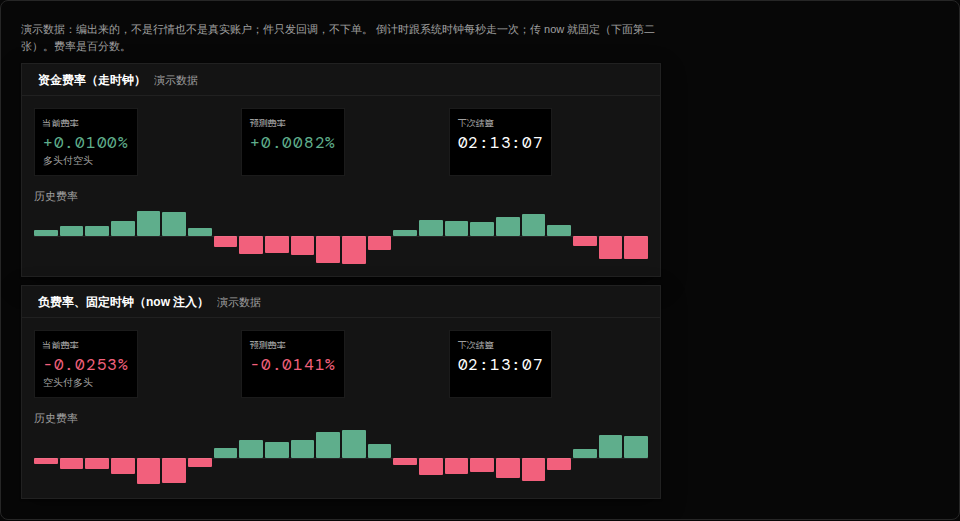 演示数据：编出来的，不是行情也不是真实账户；件只发回调，不下单。 倒计时跟系统时钟每秒走一次；传 now 就固定（下面第二
张）。费率是百分数。
资金费率（走时钟） 演示数据
当前费率 预测费率 下次结算
+0.0100% +0.0082% 02:13:07
多头付空头
历史费率
负费率、固定时钟（now 注入） 演示数据
当前费率 预测费率 下次结算
-0.0253% -0.0141% 02:13:07
空头付多头
历史费率